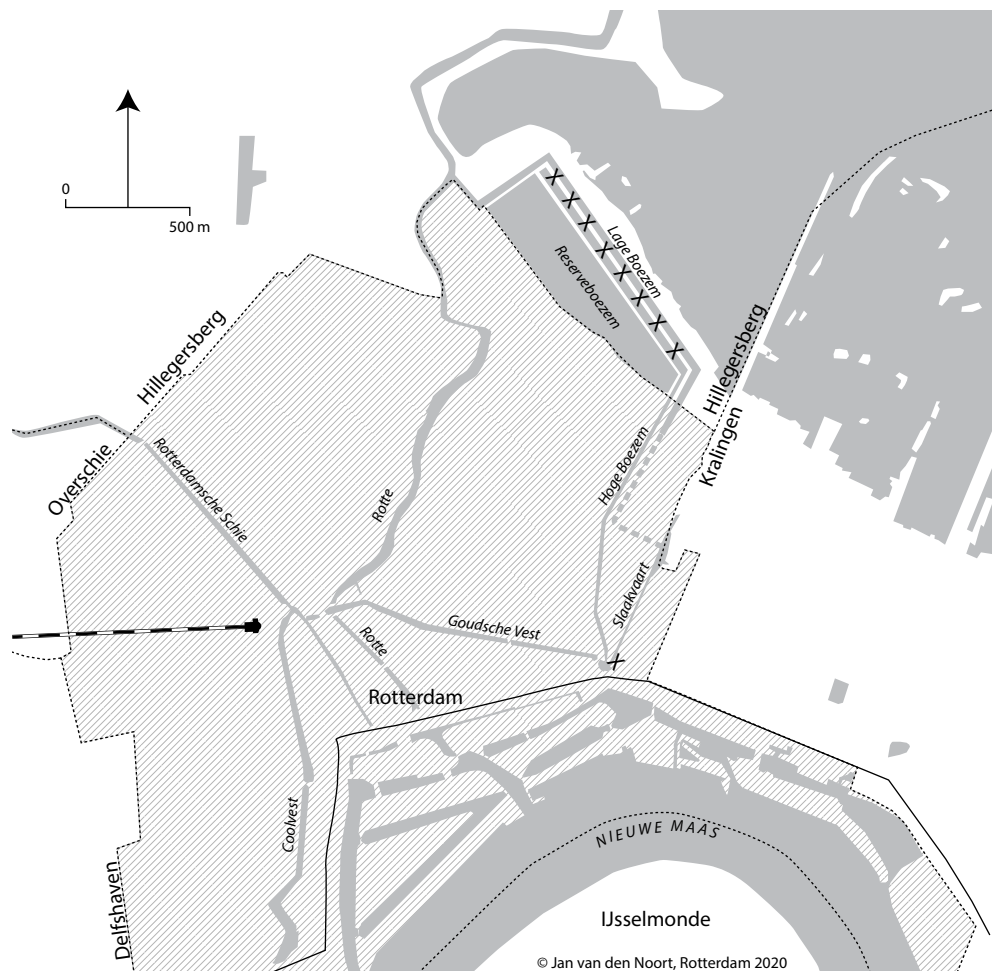 0
500 m
Lage Boezem
Reserveboezem
Hillegersberg
Hillegersberg
Kralingen
Overschie
Rotterdamsche Schie
Rotte
Hoge Boezem
Slaakvaart
Goudsche Vest
Rotte
Rotterdam
Coolvest
NIEUWE MAAS
Delfshaven
IJsselmonde
© Jan van den Noort, Rotterdam 2020